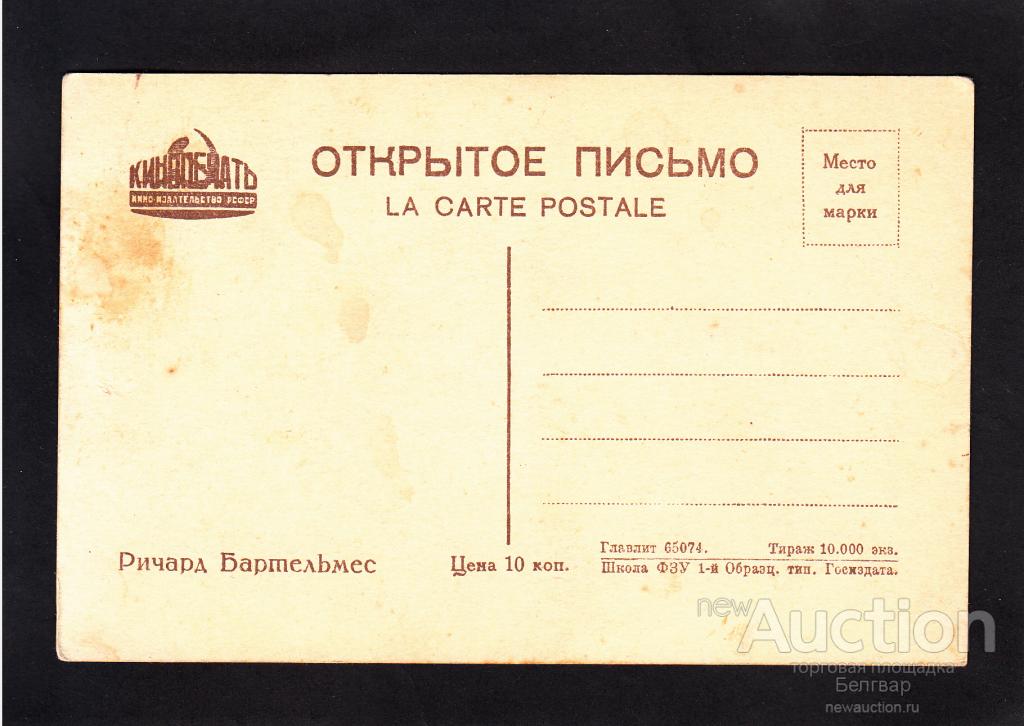 КИНОПЕЧАТЬ
КИНО-ИЗДАТЕЛЬСТВО РСФСР
ОТКРЫТОЕ ПИСЬМО
LA CARTE POSTALE
Место
для
марки
Ричард Бартельмес
Цена 10 коп.
Главлит 65074. Тираж 10.000 экз.
Школа ФЗУ 1-й Образц. тип. Госиздата.
newAuction
торговая площадка
Белгвар
newauction.ru